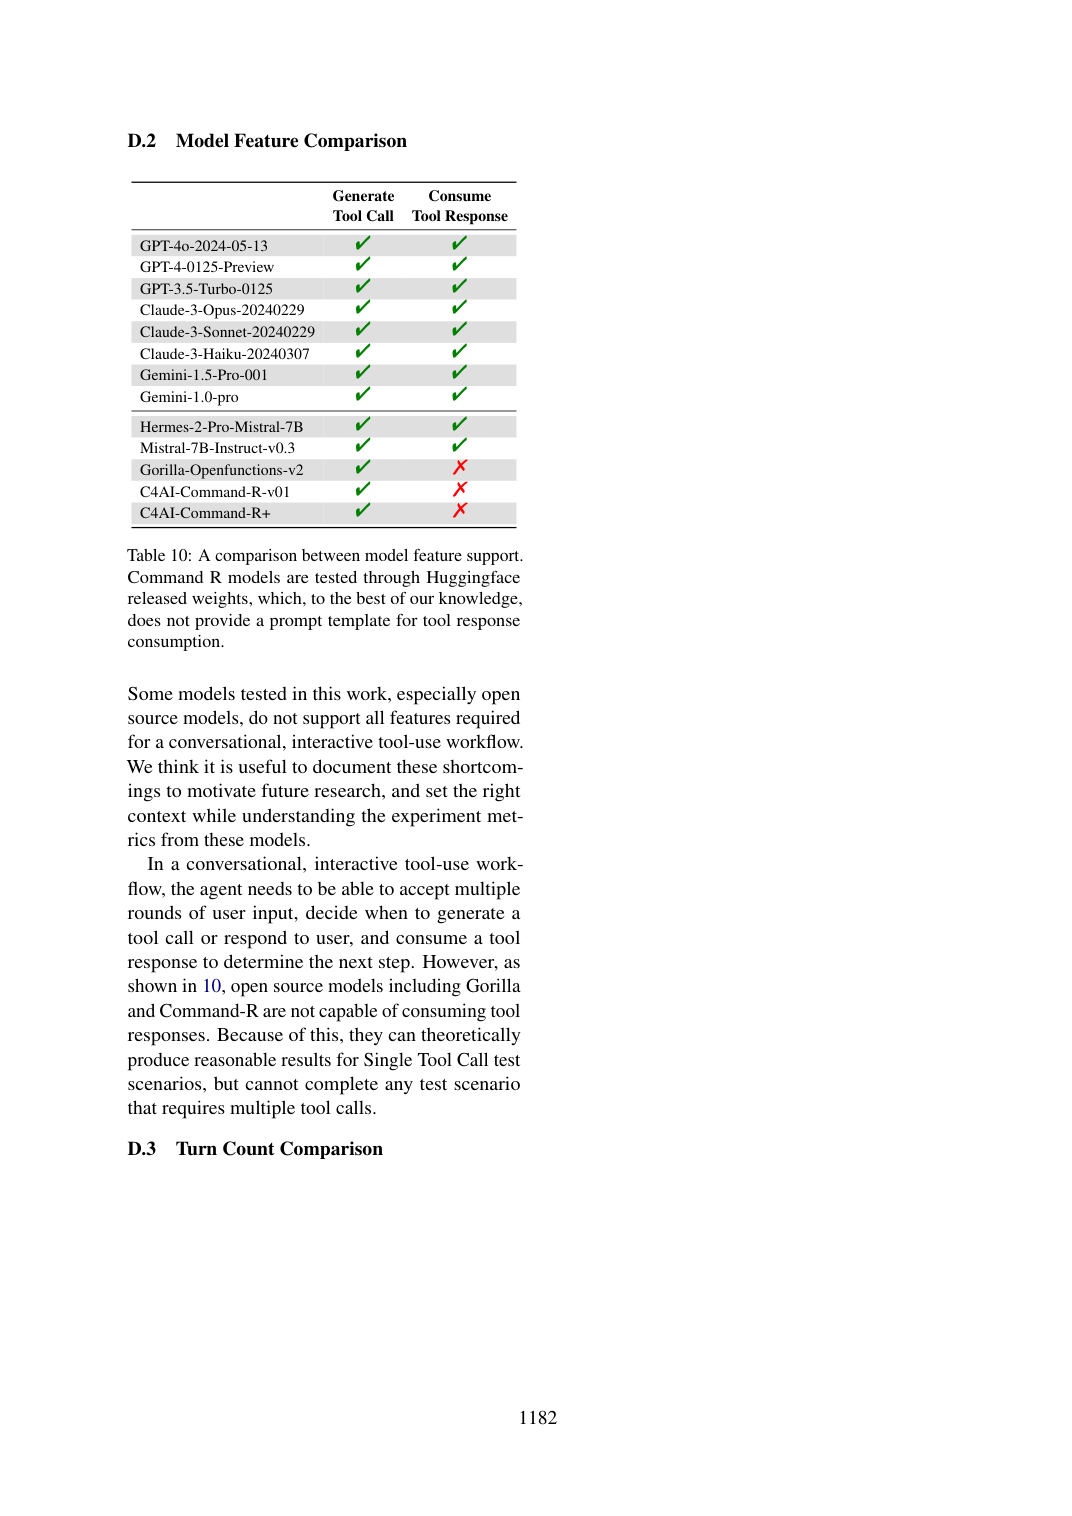 D.2 Model Feature Comparison
Generate Consume
Tool Call Tool Response
GPT-4o-2024-05-13 ✔ ✔
GPT-4-0125-Preview ✔ ✔
GPT-3.5-Turbo-0125 ✔ ✔
Claude-3-Opus-20240229 ✔ ✔
Claude-3-Sonnet-20240229 ✔ ✔
Claude-3-Haiku-20240307 ✔ ✔
Gemini-1.5-Pro-001 ✔ ✔
Gemini-1.0-pro ✔ ✔
Hermes-2-Pro-Mistral-7B ✔ ✔
Mistral-7B-Instruct-v0.3 ✔ ✔
Gorilla-Openfunctions-v2 ✔ ✗
C4AI-Command-R-v01 ✔ ✗
C4AI-Command-R+ ✔ ✗
Table 10: A comparison between model feature support.
Command R models are tested through Huggingface
released weights, which, to the best of our knowledge,
does not provide a prompt template for tool response
consumption.
Some models tested in this work, especially open
source models, do not support all features required
for a conversational, interactive tool-use workflow.
We think it is useful to document these shortcom-
ings to motivate future research, and set the right
context while understanding the experiment met-
rics from these models.
In a conversational, interactive tool-use work-
flow, the agent needs to be able to accept multiple
rounds of user input, decide when to generate a
tool call or respond to user, and consume a tool
response to determine the next step. However, as
shown in 10, open source models including Gorilla
and Command-R are not capable of consuming tool
responses. Because of this, they can theoretically
produce reasonable results for Single Tool Call test
scenarios, but cannot complete any test scenario
that requires multiple tool calls.
D.3 Turn Count Comparison
1182